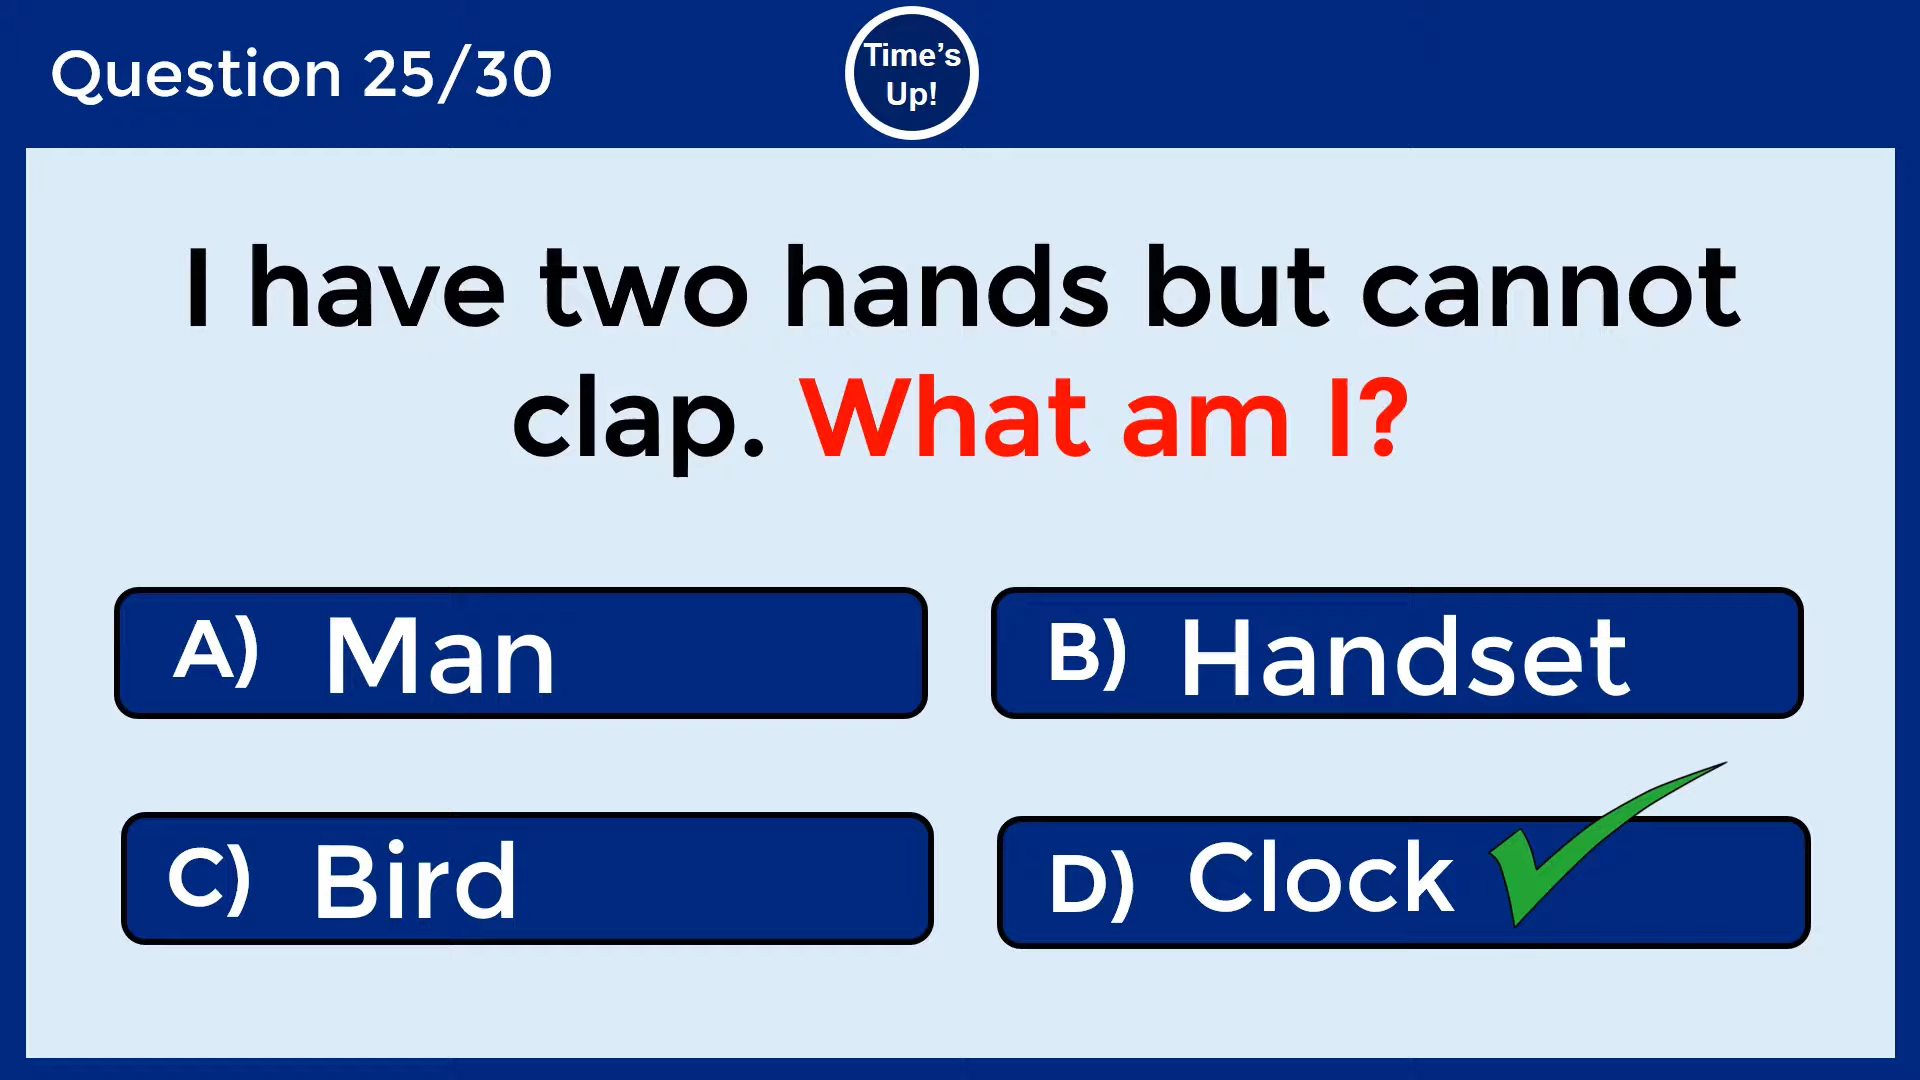 Question 25/30
Time's
Up!
I have two hands but cannot
clap. What am I?
A) Man
B) Handset
C) Bird
D) Clock